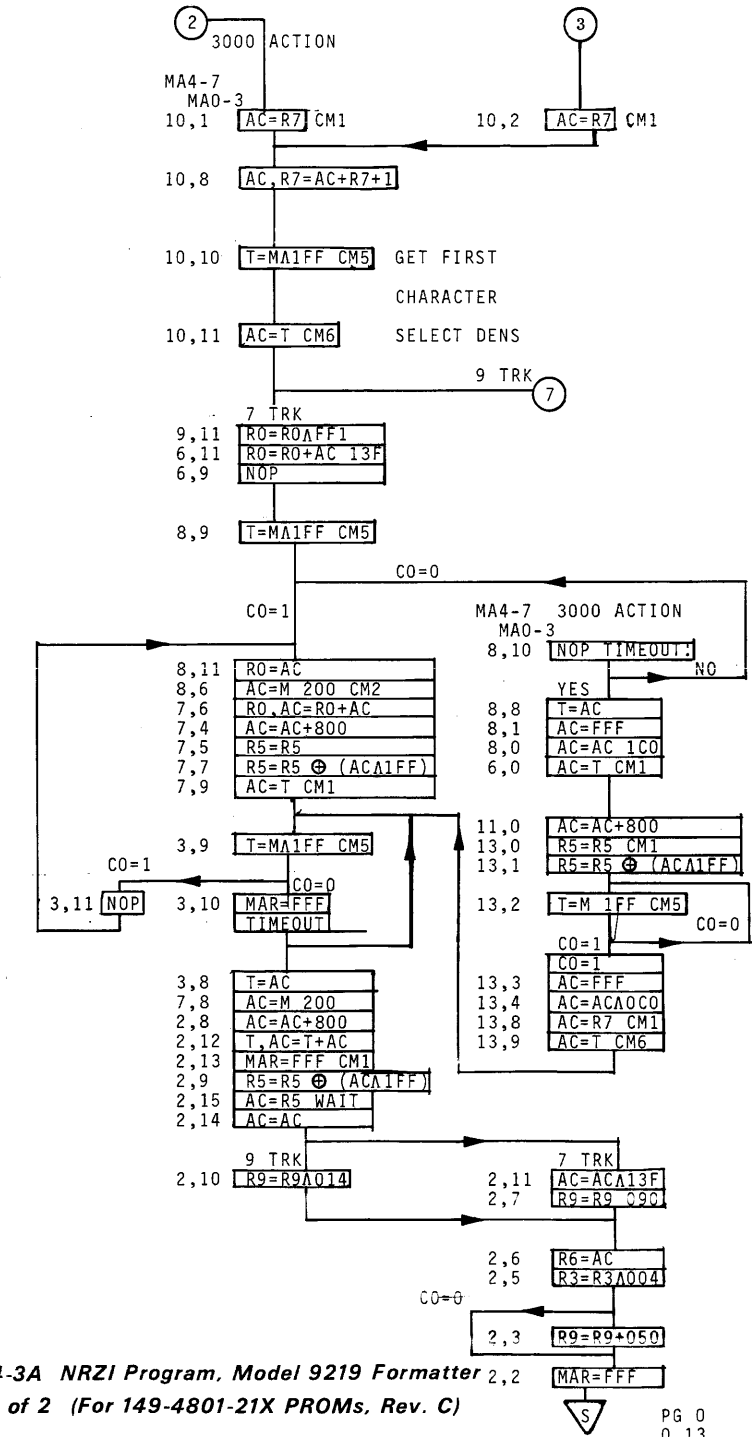 2
3
3000 ACTION
MA4-7
MA0-3
10,1 AC=R7 CM1
10,2 AC=R7 CM1
10,8 AC,R7=AC+R7+1
10,10 T=MΛ1FF CM5 GET FIRST
CHARACTER
10,11 AC=T CM6 SELECT DENS
9 TRK
7
7 TRK
9,11 R0=R0ΛFF1
6,11 R0=R0+AC 13F
6,9 NOP
8,9 T=MΛ1FF CM5
CO=0
CO=1
8,11 R0=AC
8,6 AC=M 200 CM2
7,6 R0,AC=R0+AC
7,4 AC=AC+800
7,5 R5=R5
7,7 R5=R5 ⊕ (ACΛ1FF)
7,9 AC=T CM1
3,9 T=MΛ1FF CM5
CO=1
CO=0
3,11 NOP
3,10 MAR=FFF
TIMEOUT
3,8 T=AC
7,8 AC=M 200
2,8 AC=AC+800
2,12 T,AC=T+AC
2,13 MAR=FFF CM1
2,9 R5=R5 ⊕ (ACΛ1FF)
2,15 AC=R5 WAIT
2,14 AC=AC
MA4-7 3000 ACTION
MA0-3
8,10 NOP TIMEOUT:
NO
YES
8,8 T=AC
8,1 AC=FFF
8,0 AC=AC 1C0
6,0 AC=T CM1
11,0 AC=AC+800
13,0 R5=R5 CM1
13,1 R5=R5 ⊕ (ACΛ1FF)
13,2 T=M 1FF CM5
CO=0
CO=1
CO=1
13,3 AC=FFF
13,4 AC=ACΛ0C0
13,8 AC=R7 CM1
13,9 AC=T CM6
9 TRK
2,10 R9=R9Λ014
7 TRK
2,11 AC=ACΛ13F
2,7 R9=R9 090
2,6 R6=AC
2,5 R3=R3Λ004
CO=0
2,3 R9=R9+050
2,2 MAR=FFF
S
PG 0
0,13
4-3A NRZI Program, Model 9219 Formatter
of 2 (For 149-4801-21X PROMs, Rev. C)